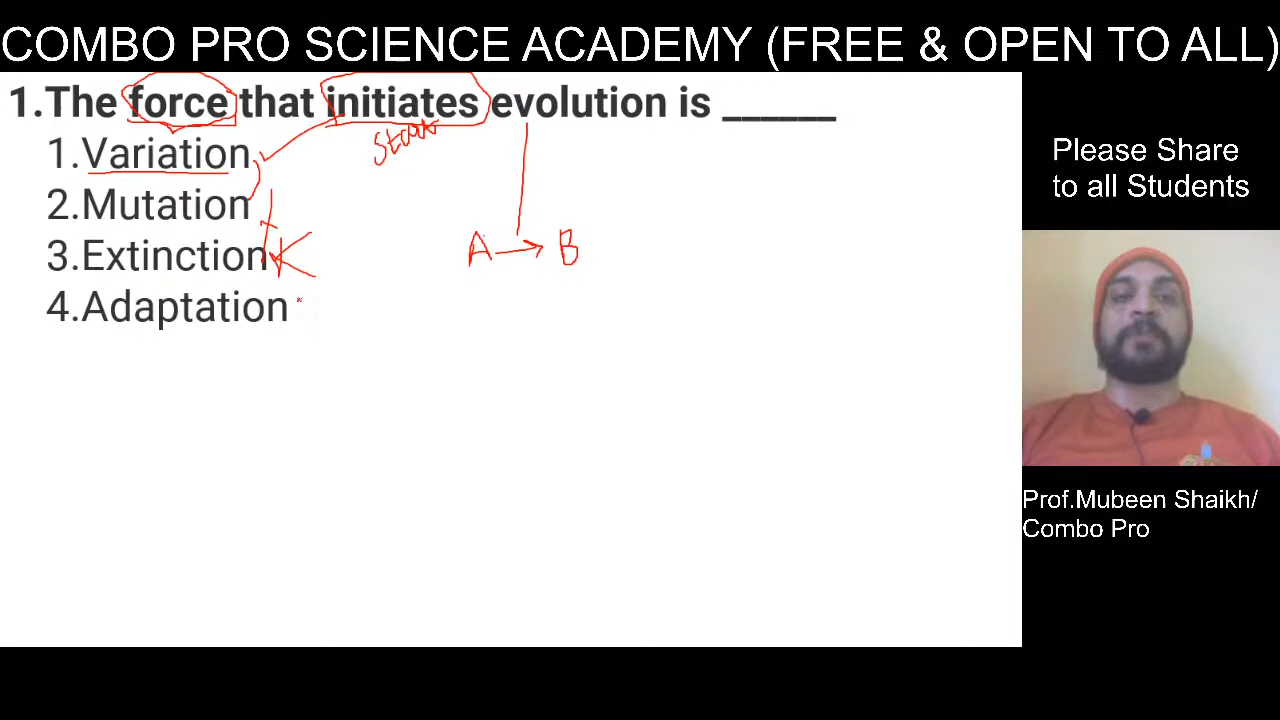 COMBO PRO SCIENCE ACADEMY (FREE & OPEN TO ALL)
1.The force that initiates evolution is ______
Start
1.Variation
2.Mutation
3.Extinction
A → B
4.Adaptation
Please Share
to all Students
Prof.Mubeen Shaikh/
Combo Pro